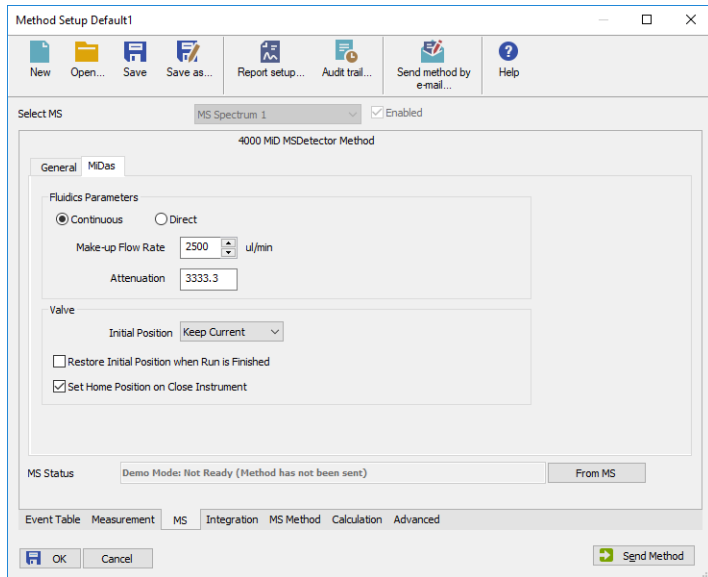 Method Setup Default1
New Open... Save Save as... Report setup... Audit trail... Send method by e-mail... Help
Select MS MS Spectrum 1 Enabled
4000 MiD MSDetector Method
General MiDas
Fluidics Parameters
Continuous Direct
Make-up Flow Rate 2500 ul/min
Attenuation 3333.3
Valve
Initial Position Keep Current
Restore Initial Position when Run is Finished
Set Home Position on Close Instrument
MS Status Demo Mode: Not Ready (Method has not been sent) From MS
Event Table Measurement MS Integration MS Method Calculation Advanced
OK Cancel Send Method